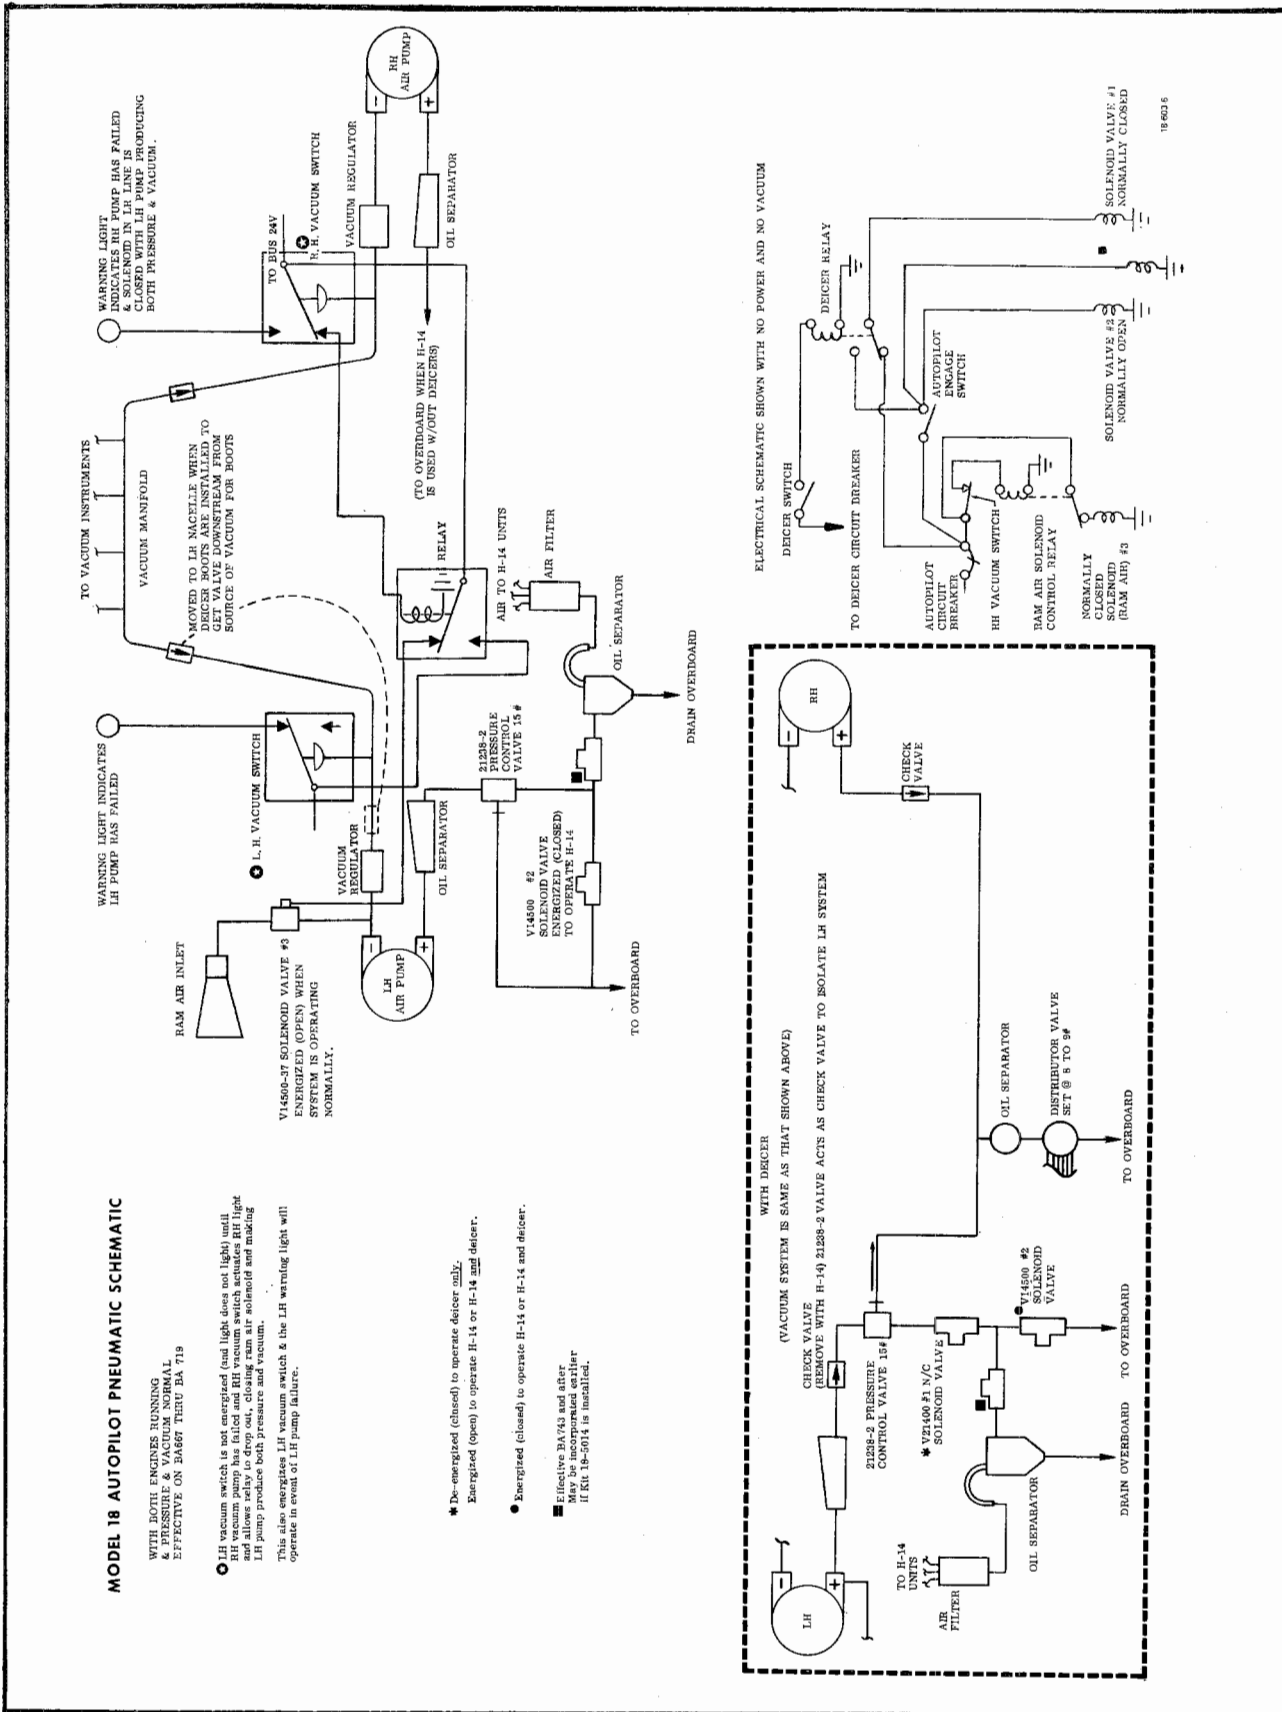 MODEL 18 AUTOPILOT PNEUMATIC SCHEMATIC
WITH BOTH ENGINES RUNNING
& PRESSURE & VACUUM NORMAL
EFFECTIVE ON BA667 THRU BA 719
LH vacuum switch is not energized (and light does not light) until
RH vacuum pump has failed and RH vacuum switch actuates RH light
and allows relay to drop out, closing ram air solenoid and making
LH pump produce both pressure and vacuum.
This also energizes LH vacuum switch & the LH warning light will
operate in event of LH pump failure.
* De-energized (closed) to operate deicer only.
Energized (open) to operate H-14 or H-14 and deicer.
● Energized (closed) to operate H-14 or H-14 and deicer.
■ Effective BA743 and after
May be incorporated earlier
if Kit 18-5014 is installed.
WARNING LIGHT INDICATES
LH PUMP HAS FAILED
TO VACUUM INSTRUMENTS
VACUUM MANIFOLD
MOVED TO LH NACELLE WHEN
DEICER BOOTS ARE INSTALLED TO
GET VALVE DOWNSTREAM FROM
SOURCE OF VACUUM FOR BOOTS
WARNING LIGHT
INDICATES RH PUMP HAS FAILED
& SOLENOID IN LR LINE IS
CLOSED WITH LH PUMP PRODUCING
BOTH PRESSURE & VACUUM.
RAM AIR INLET
V14500-37 SOLENOID VALVE #3
ENERGIZED (OPEN) WHEN
SYSTEM IS OPERATING
NORMALLY.
L. H. VACUUM SWITCH
VACUUM
REGULATOR
−
+
LH
AIR PUMP
OIL SEPARATOR
21238-2
PRESSURE
CONTROL
VALVE 15#
V14500 #2
SOLENOID VALVE
ENERGIZED (CLOSED)
TO OPERATE H-14
TO OVERBOARD
OIL SEPARATOR
DRAIN OVERBOARD
AIR TO H-14 UNITS
AIR FILTER
RELAY
(TO OVERBOARD WHEN H-14
IS USED W/OUT DEICERS)
TO BUS 24V
R. H. VACUUM SWITCH
VACUUM REGULATOR
OIL SEPARATOR
−
+
RH
AIR PUMP
WITH DEICER
(VACUUM SYSTEM IS SAME AS THAT SHOWN ABOVE)
CHECK VALVE
(REMOVE WITH H-14) 21238-2 VALVE ACTS AS CHECK VALVE TO ISOLATE LH SYSTEM
−
+
LH
21238-2 PRESSURE
CONTROL VALVE 15#
* V21400 #1 N/C
SOLENOID VALVE
● V14500 #2
SOLENOID
VALVE
TO H-14
UNITS
AIR
FILTER
OIL SEPARATOR
DRAIN OVERBOARD
TO OVERBOARD
OIL SEPARATOR
DISTRIBUTOR VALVE
SET @ 8 TO 9#
TO OVERBOARD
CHECK
VALVE
−
+
RH
ELECTRICAL SCHEMATIC SHOWN WITH NO POWER AND NO VACUUM
DEICER SWITCH
DEICER RELAY
TO DEICER CIRCUIT BREAKER
AUTOPILOT
CIRCUIT
BREAKER
AUTOPILOT
ENGAGE
SWITCH
RH VACUUM SWITCH
RAM AIR SOLENOID
CONTROL RELAY
NORMALLY
CLOSED
SOLENOID
(RAM AIR) #3
SOLENOID VALVE #2
NORMALLY OPEN
SOLENOID VALVE #1
NORMALLY CLOSED
18-603-5